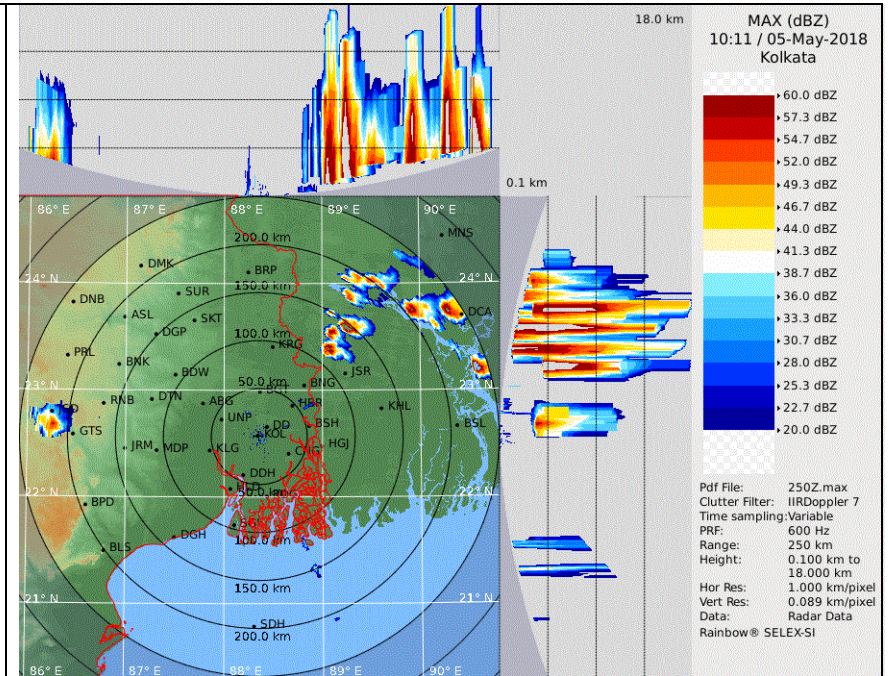 18.0 km
0.1 km
MAX (dBZ)
10:11 / 05-May-2018
Kolkata
60.0 dBZ
57.3 dBZ
54.7 dBZ
52.0 dBZ
49.3 dBZ
46.7 dBZ
44.0 dBZ
41.3 dBZ
38.7 dBZ
36.0 dBZ
33.3 dBZ
30.7 dBZ
28.0 dBZ
25.3 dBZ
22.7 dBZ
20.0 dBZ
Pdf File: 250Z.max
Clutter Filter: IIRDoppler 7
Time sampling: Variable
PRF: 600 Hz
Range: 250 km
Height: 0.100 km to
18.000 km
Hor Res: 1.000 km/pixel
Vert Res: 0.089 km/pixel
Data: Radar Data
Rainbow® SELEX-SI
86° E 87° E 88° E 89° E 90° E
MNS
200.0 km
DMK
BRP
24° N 24° N
150.0 km
SUR
DNB
DCA
ASL
SKT
DGP
100.0 km
KRG
PRL
BNK
JSR
BDW
23° N 23° N
50.0 km
BNG
DTN
RNB
ABG
HBR
KHL
UNP
DD
BSH
BSL
GTS
KOL
HGJ
JRM
MDP
KLG
DDH
22° N 22° N
50.0 km
BPD
DGH
100.0 km
BLS
150.0 km
21° N 21° N
SDH
200.0 km
86° E 87° E 88° E 89° E 90° E